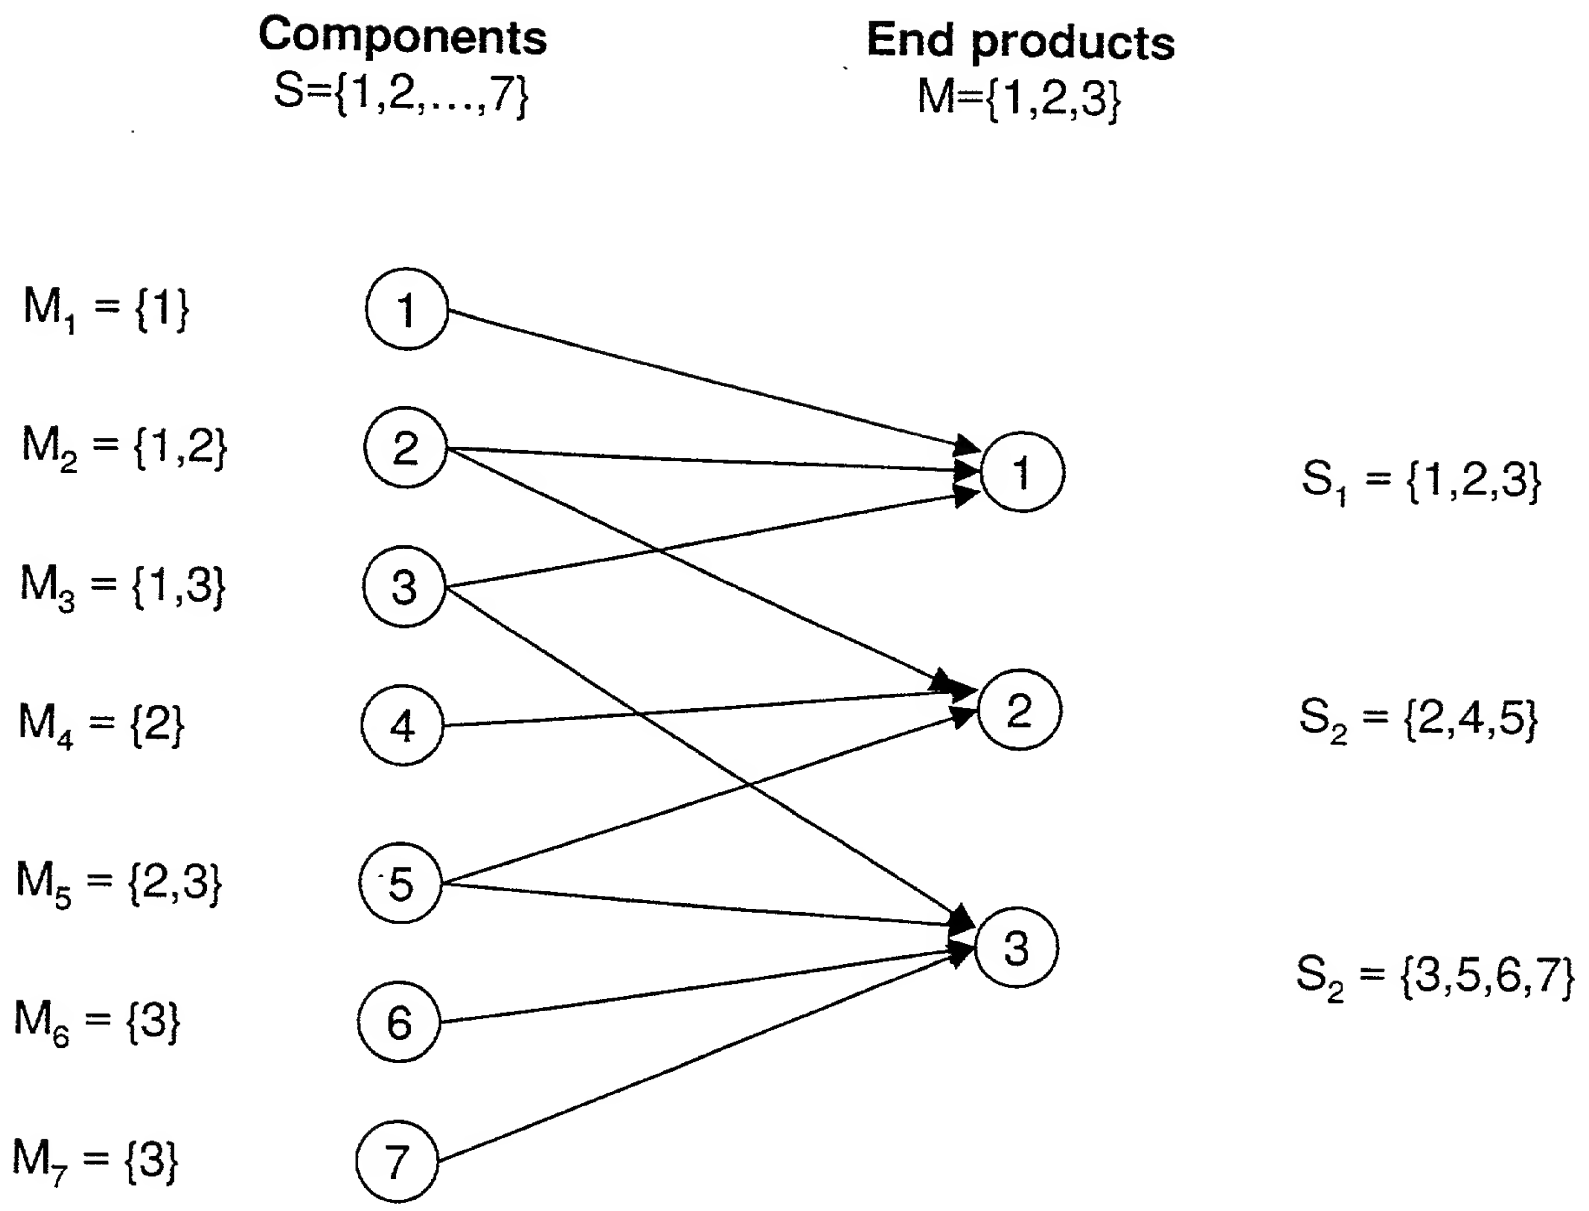 Components
S={1,2,...,7}
End products
M={1,2,3}
M1 = {1}
1
M2 = {1,2}
2
1
S1 = {1,2,3}
M3 = {1,3}
3
M4 = {2}
4
2
S2 = {2,4,5}
M5 = {2,3}
5
3
S2 = {3,5,6,7}
M6 = {3}
6
M7 = {3}
7